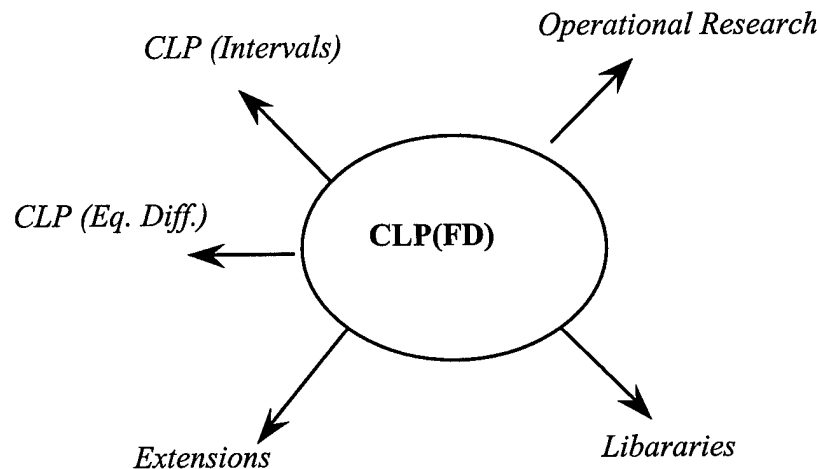 Operational Research
CLP (Intervals)
CLP (Eq. Diff.)
CLP(FD)
Extensions
Libararies